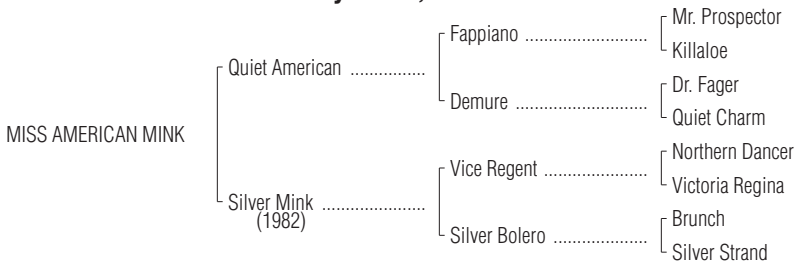 Mr. Prospector
Fappiano ..........................
Killaloe
Quiet American ................
Dr. Fager
Demure ............................
Quiet Charm
MISS AMERICAN MINK
Northern Dancer
Vice Regent ......................
Victoria Regina
Silver Mink ......................
(1982)
Brunch
Silver Bolero ....................
Silver Strand